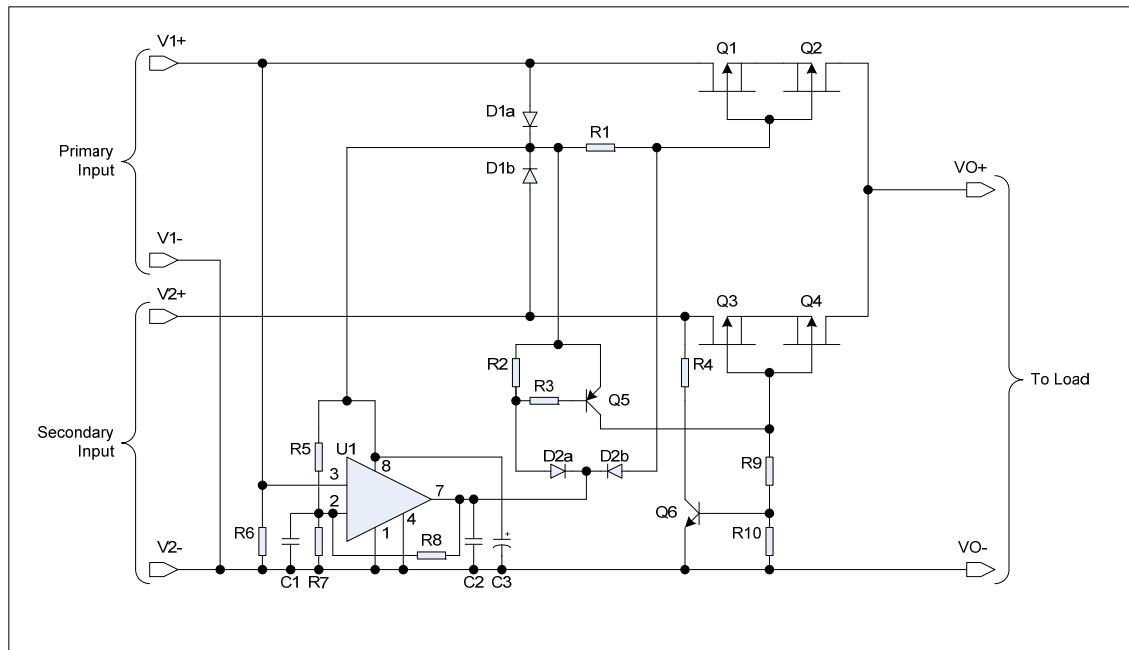 V1+
Q1
Q2
D1a
R1
Primary
Input
D1b
VO+
V1-
V2+
Q3
Q4
R2
R4
R3
Q5
To Load
Secondary
Input
R5
U1
8
D2a
D2b
R9
3
7
2
4
Q6
R6
1
R8
R10
V2-
+
C1
R7
C2
C3
VO-